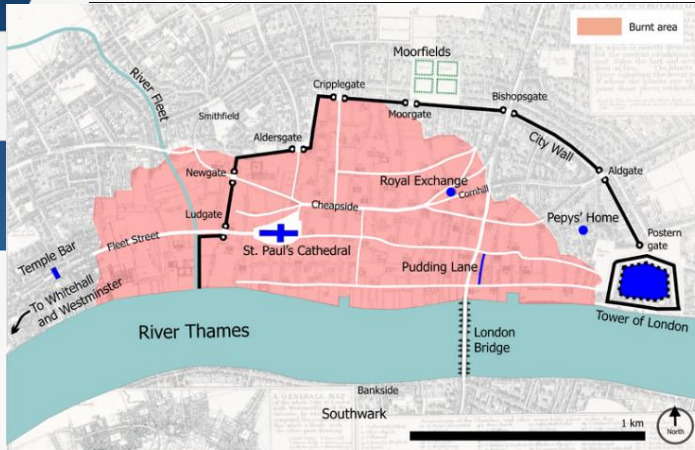 Burnt area
Moorfields
Cripplegate
Bishopsgate
River Fleet
Smithfield
Moorgate
Aldersgate
City Wall
Newgate
Royal Exchange
Aldgate
Cornhill
Cheapside
Ludgate
Pepys' Home
Fleet Street
Postern
gate
St. Paul's Cathedral
Temple Bar
Pudding Lane
To Whitehall
and Westminster
Tower of London
River Thames
London
Bridge
Bankside
Southwark
1 km
North